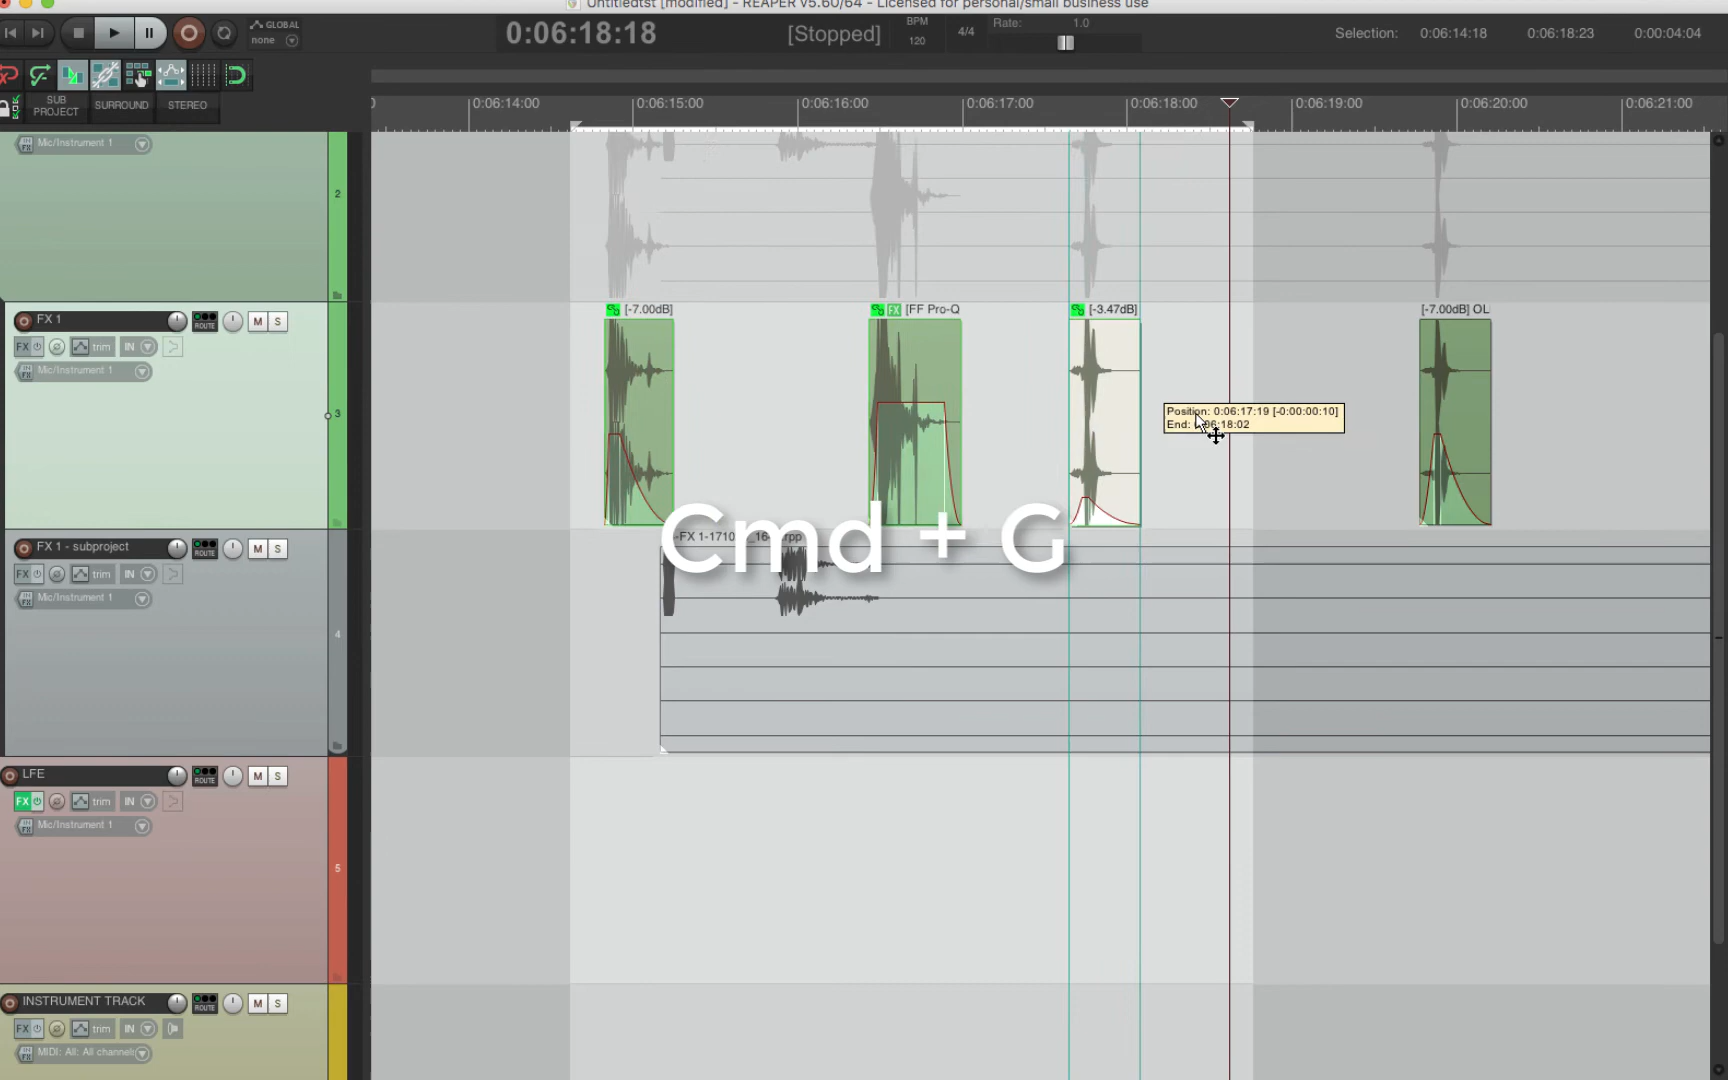 Untitledtst [modified] - REAPER v5.60/64 - Licensed for personal/small business use
GLOBAL
none
0:06:18:18
[Stopped]
BPM
120
4/4
Rate:
1.0
Selection:
0:06:14:18
0:06:18:23
0:00:04:04
SUB PROJECT
SURROUND
STEREO
0:06:14:00
0:06:15:00
0:06:16:00
0:06:17:00
0:06:18:00
0:06:19:00
0:06:20:00
0:06:21:00
Mic/Instrument 1
2
FX 1
ROUTE
M
S
FX
trim
IN
Mic/Instrument 1
3
[-7.00dB]
FX
[FF Pro-Q
[-3.47dB]
[-7.00dB] OL
Position: 0:06:17:19 [-0:00:00:10]
End: 06:18:02
Cmd + G
FX 1 - subproject
ROUTE
M
S
FX
trim
IN
Mic/Instrument 1
4
LFE
ROUTE
M
S
FX
trim
IN
Mic/Instrument 1
5
INSTRUMENT TRACK
ROUTE
M
S
FX
trim
IN
MIDI: All: All channels